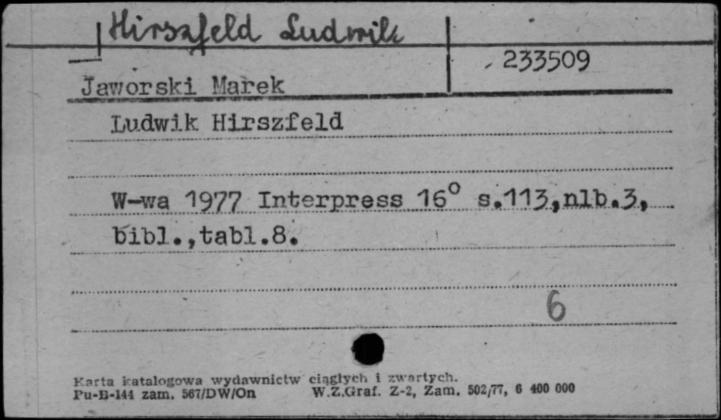 Hirszfeld Ludwik
233509
Jaworski Marek
Ludwik Hirszfeld
W-wa 1977 Interpress 16° s.113,nlb.3,
bibl.,tabl.8.
6
Karta katalogowa wydawnictw ciągłych i zwartych.
Pu-B-144 zam. 567/DW/On W.Z.Graf. Z-2, Zam. 502/77, 6 400 000